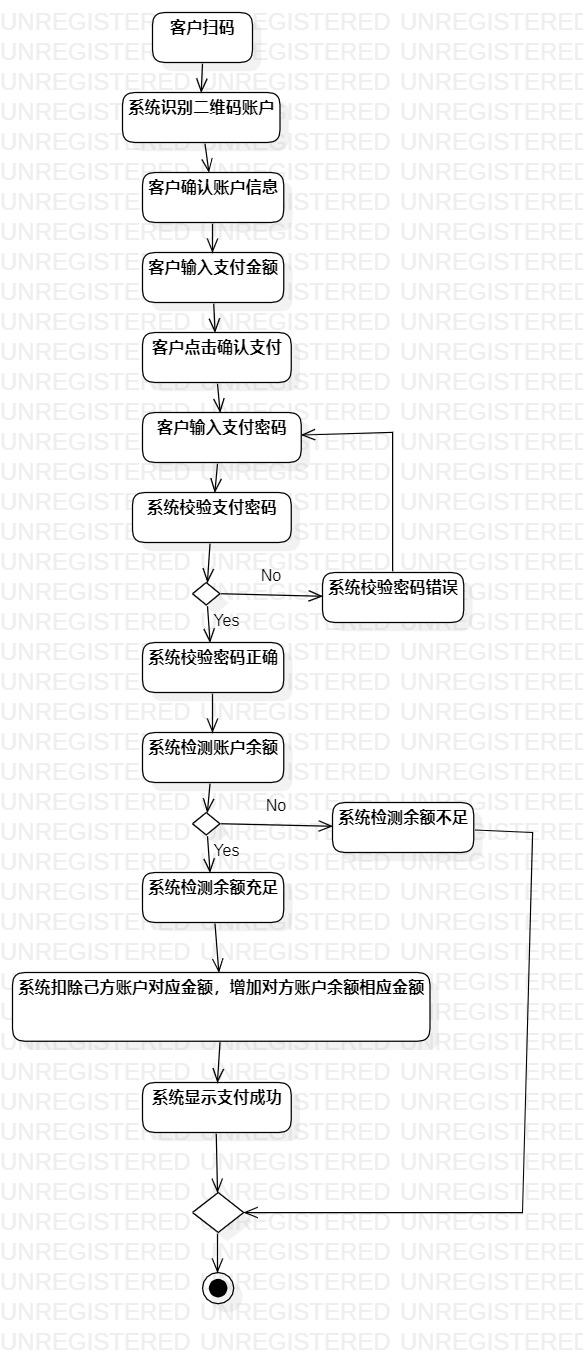 客户扫码
系统识别二维码账户
客户确认账户信息
客户输入支付金额
客户点击确认支付
客户输入支付密码
系统校验支付密码
No
系统校验密码错误
Yes
系统校验密码正确
系统检测账户余额
No
系统检测余额不足
Yes
系统检测余额充足
系统扣除己方账户对应金额，增加对方账户余额相应金额
系统显示支付成功